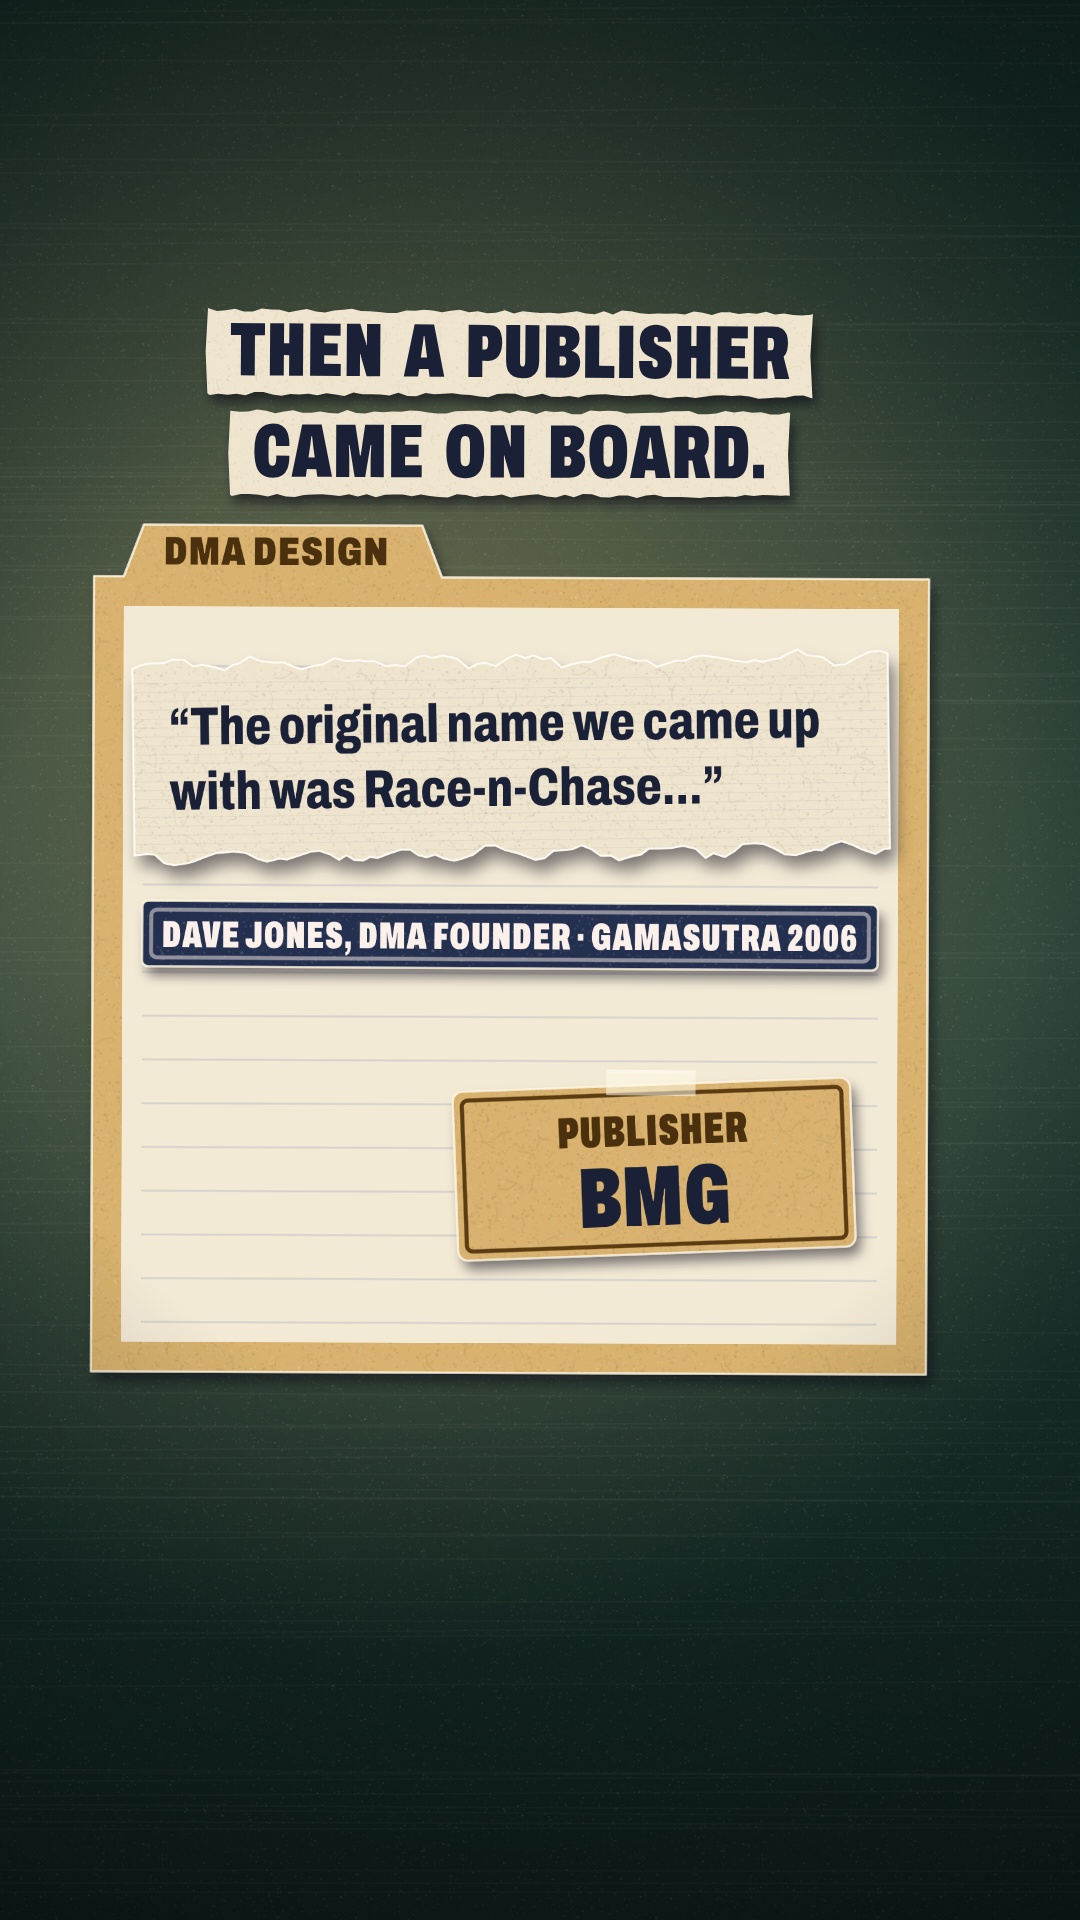 THEN A PUBLISHER
CAME ON BOARD.
DMA DESIGN
“The original name we came up
with was Race-n-Chase...”
DAVE JONES, DMA FOUNDER · GAMASUTRA 2006
PUBLISHER
BMG